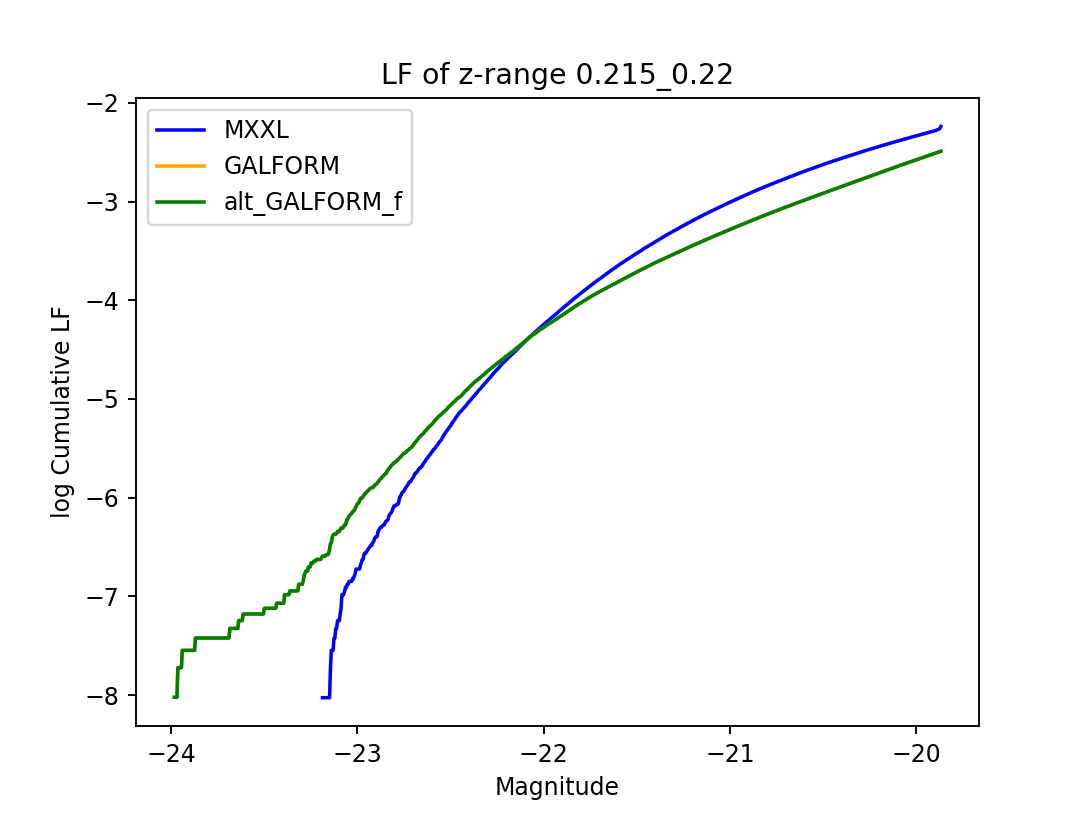 LF of z-range 0.215_0.22
MXXL
GALFORM
alt_GALFORM_f
log Cumulative LF
−2
−3
−4
−5
−6
−7
−8
−24
−23
−22
−21
−20
Magnitude